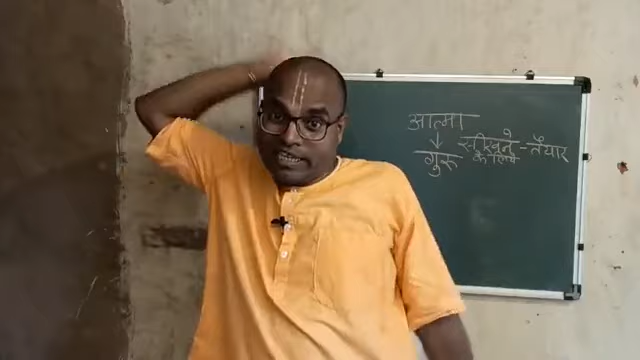 आत्मा
↓
गुरू सीखने - तैयार
के लिए